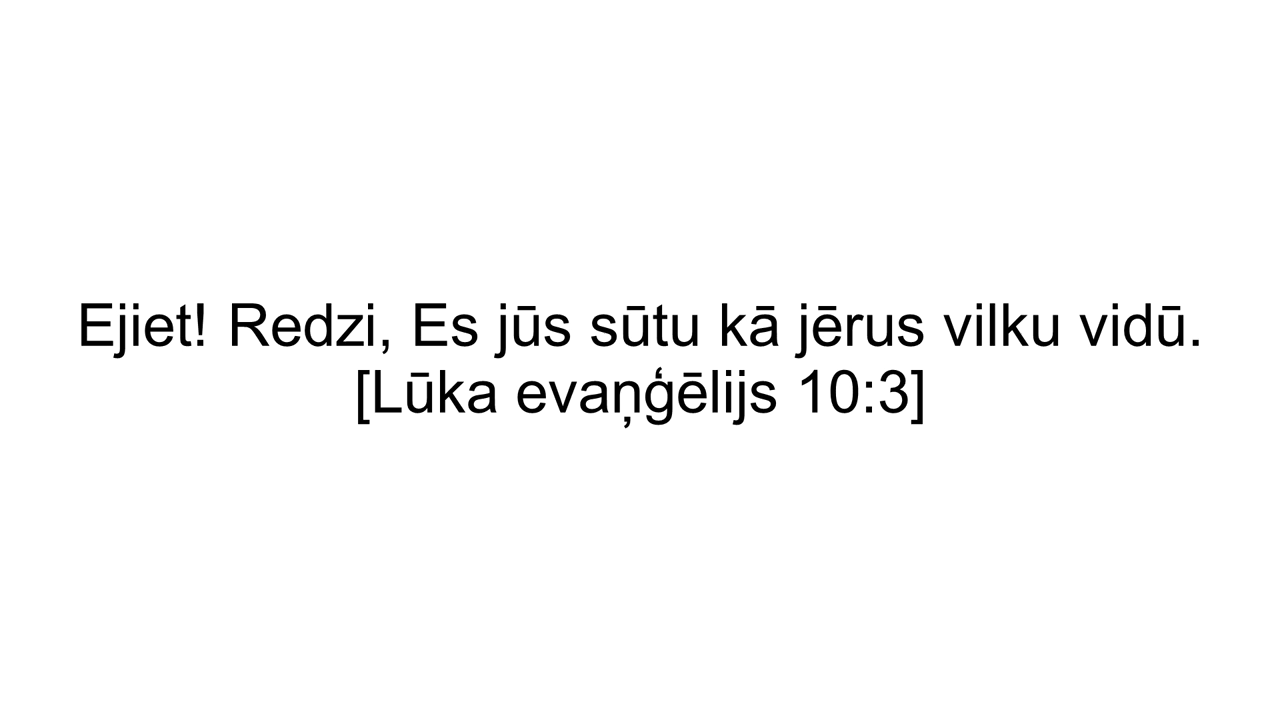 Ejiet! Redzi, Es jūs sūtu kā jērus vilku vidū.
[Lūka evaņģēlijs 10:3]